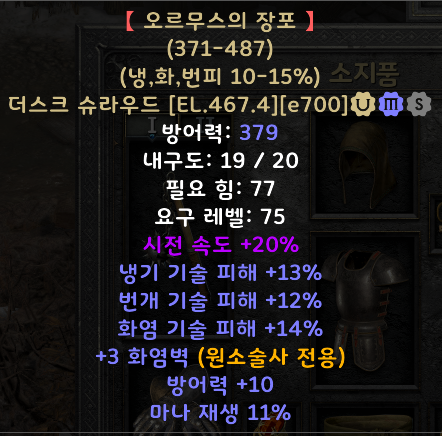 【 오르무스의 장포 】
(371-487)
(냉,화,번피 10-15%)
소지품
더스크 슈라우드 [EL.467.4][e700] U m S
방어력: 379
내구도: 19 / 20
필요 힘: 77
요구 레벨: 75
시전 속도 +20%
냉기 기술 피해 +13%
번개 기술 피해 +12%
화염 기술 피해 +14%
+3 화염벽 (원소술사 전용)
방어력 +10
마나 재생 11%